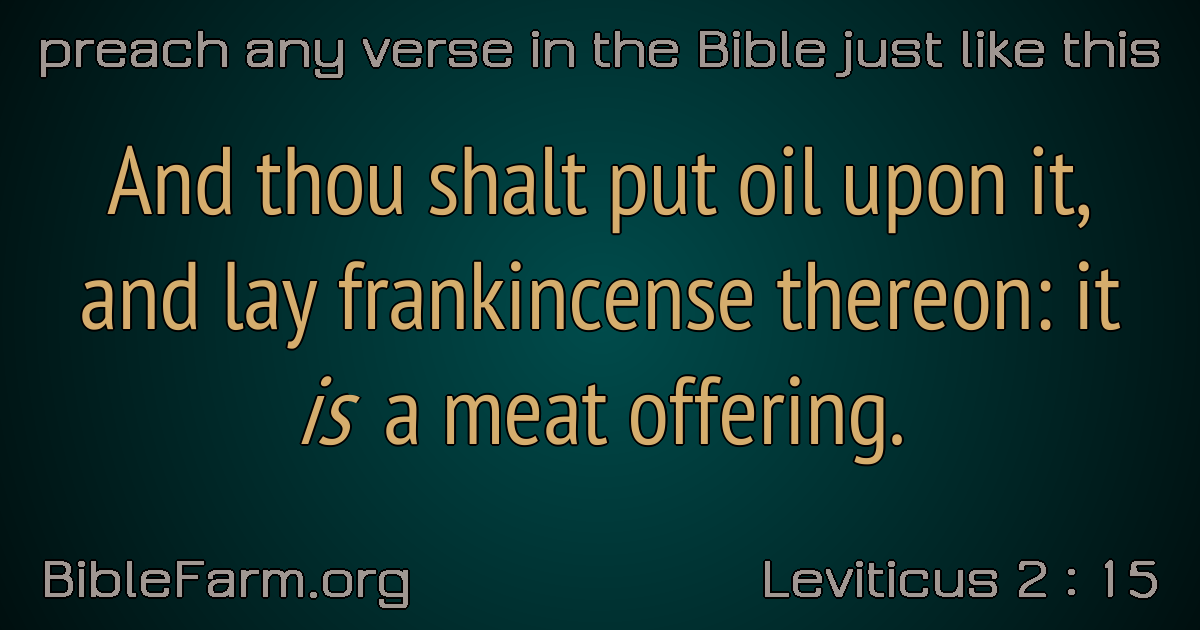 preach any verse in the Bible just like this
And thou shalt put oil upon it,
and lay frankincense thereon: it
is a meat offering.
BibleFarm.org
Leviticus 2 : 15